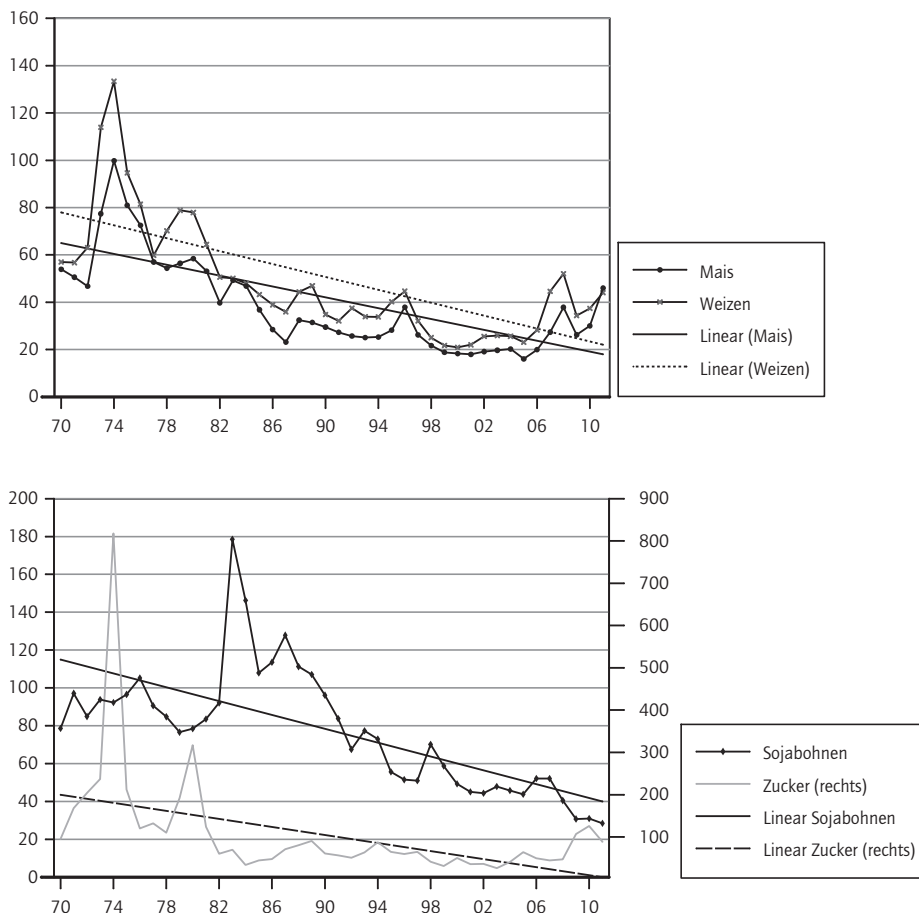 160
140
120
100
80
60
40
20
0
70 74 78 82 86 90 94 98 02 06 10
Mais
Weizen
Linear (Mais)
Linear (Weizen)
200
180
160
140
120
100
80
60
40
20
0
900
800
700
600
500
400
300
200
100
70 74 78 82 86 90 94 98 02 06 10
Sojabohnen
Zucker (rechts)
Linear Sojabohnen
Linear Zucker (rechts)